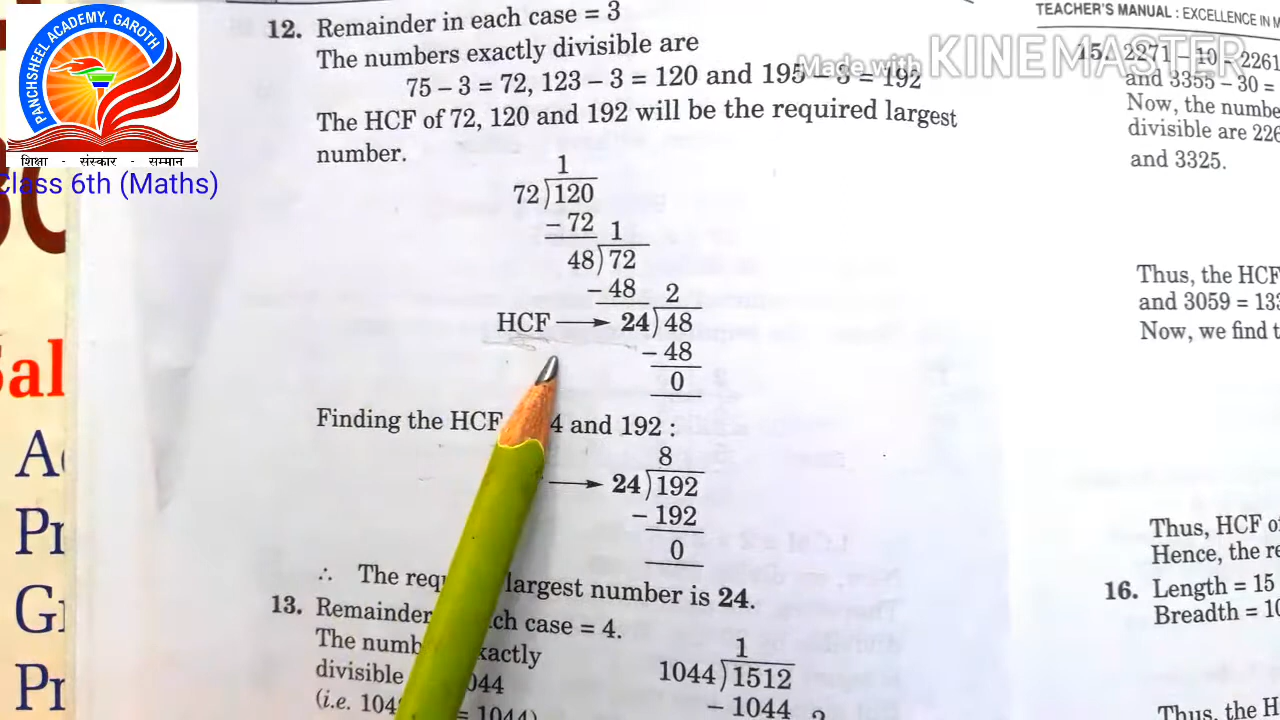 PANCHSHEEL ACADEMY, GAROTH
शिक्षा - संस्कार - सम्मान
Class 6th (Maths)
Made with KINEMASTER
12. Remainder in each case = 3
The numbers exactly divisible are
75 – 3 = 72, 123 – 3 = 120 and 195 – 3 = 192
The HCF of 72, 120 and 192 will be the required largest
number.
1
72)120
– 72 1
48)72
– 48 2
HCF → 24)48
– 48
0
Finding the HCF 4 and 192 :
8
→ 24)192
– 192
0
∴ The largest number is 24.
13. Remainder ch case = 4.
The numb
divisible 044
(i.e. = 1044)
1
1044)1512
– 1044
TEACHER'S MANUAL : EXCELLENCE IN
15. 2271 – 10 = 2261
and 3355 – 30 =
Now, the numbe
divisible are 226
and 3325.
Thus, the HCF
and 3059 = 133
Now, we find t
Thus, HCF of
Hence, the re
16. Length = 15
Breadth = 10
Thus, the H